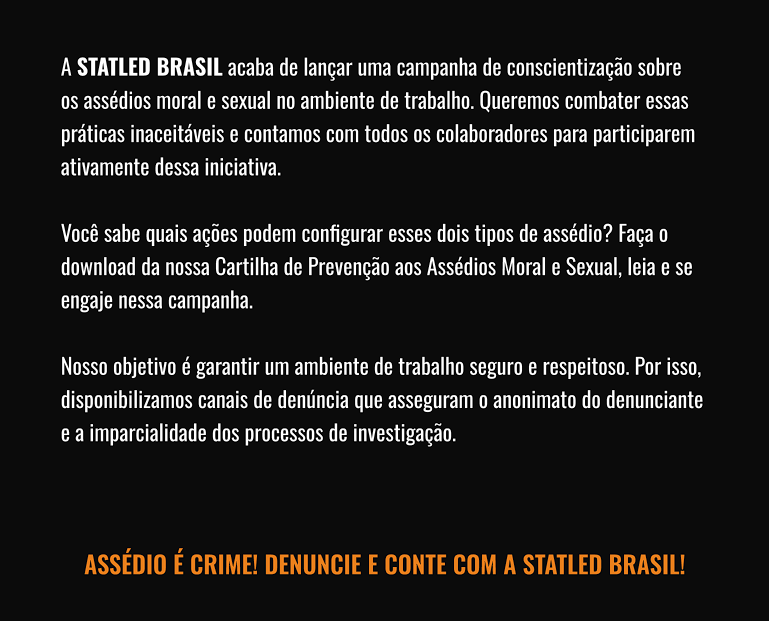 A STATLED BRASIL acaba de lançar uma campanha de conscientização sobre
os assédios moral e sexual no ambiente de trabalho. Queremos combater essas
práticas inaceitáveis e contamos com todos os colaboradores para participarem
ativamente dessa iniciativa.
Você sabe quais ações podem configurar esses dois tipos de assédio? Faça o
download da nossa Cartilha de Prevenção aos Assédios Moral e Sexual, leia e se
engaje nessa campanha.
Nosso objetivo é garantir um ambiente de trabalho seguro e respeitoso. Por isso,
disponibilizamos canais de denúncia que asseguram o anonimato do denunciante
e a imparcialidade dos processos de investigação.
ASSÉDIO É CRIME! DENUNCIE E CONTE COM A STATLED BRASIL!